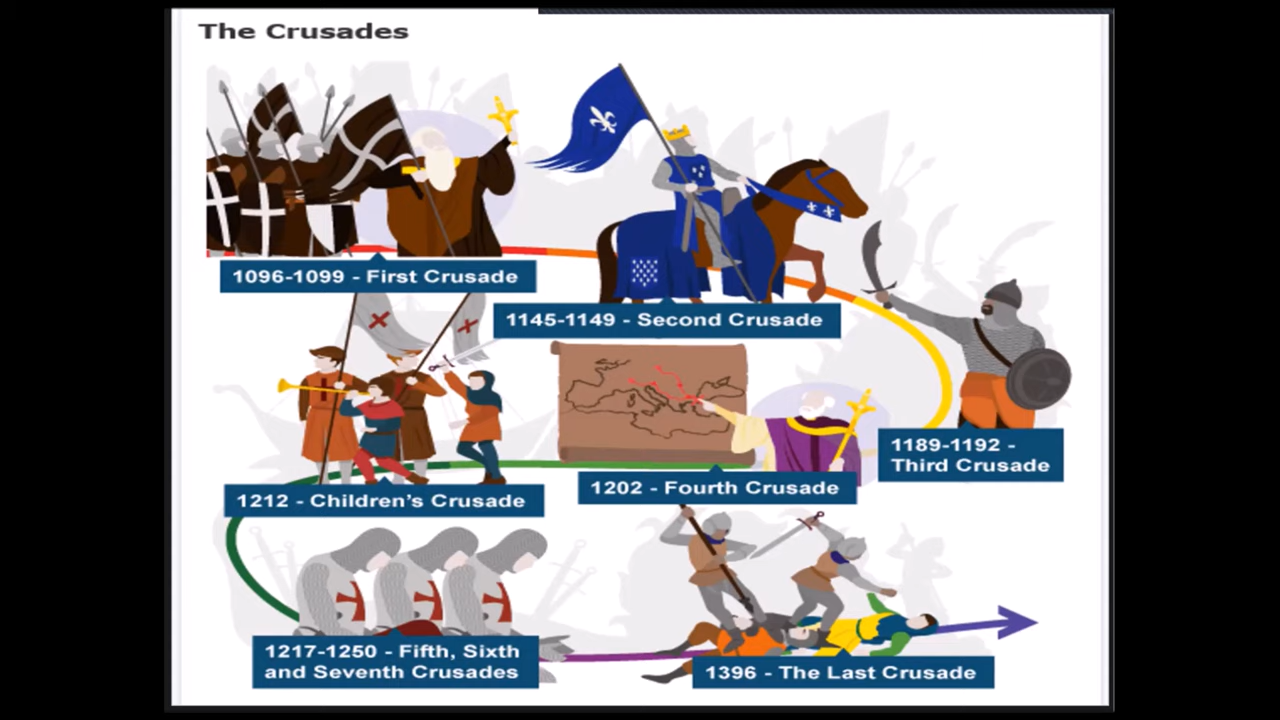 The Crusades
1096-1099 - First Crusade
1145-1149 - Second Crusade
1189-1192 -
Third Crusade
1202 - Fourth Crusade
1212 - Children’s Crusade
1217-1250 - Fifth, Sixth
and Seventh Crusades
1396 - The Last Crusade